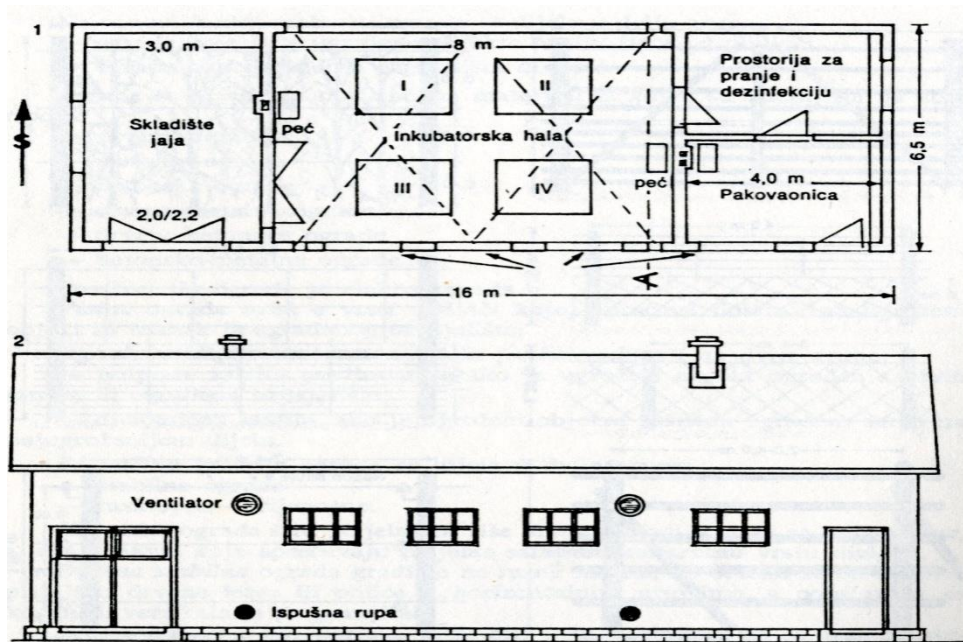 1
3,0 m
8 m
Prostorija za
pranje i
dezinfekciju
I
II
Skladište
jaja
peć
Inkubatorska hala
S
6,5 m
III
IV
peć
4,0 m
Pakovaonica
2,0/2,2
A
16 m
2
Ventilator
Ispušna rupa